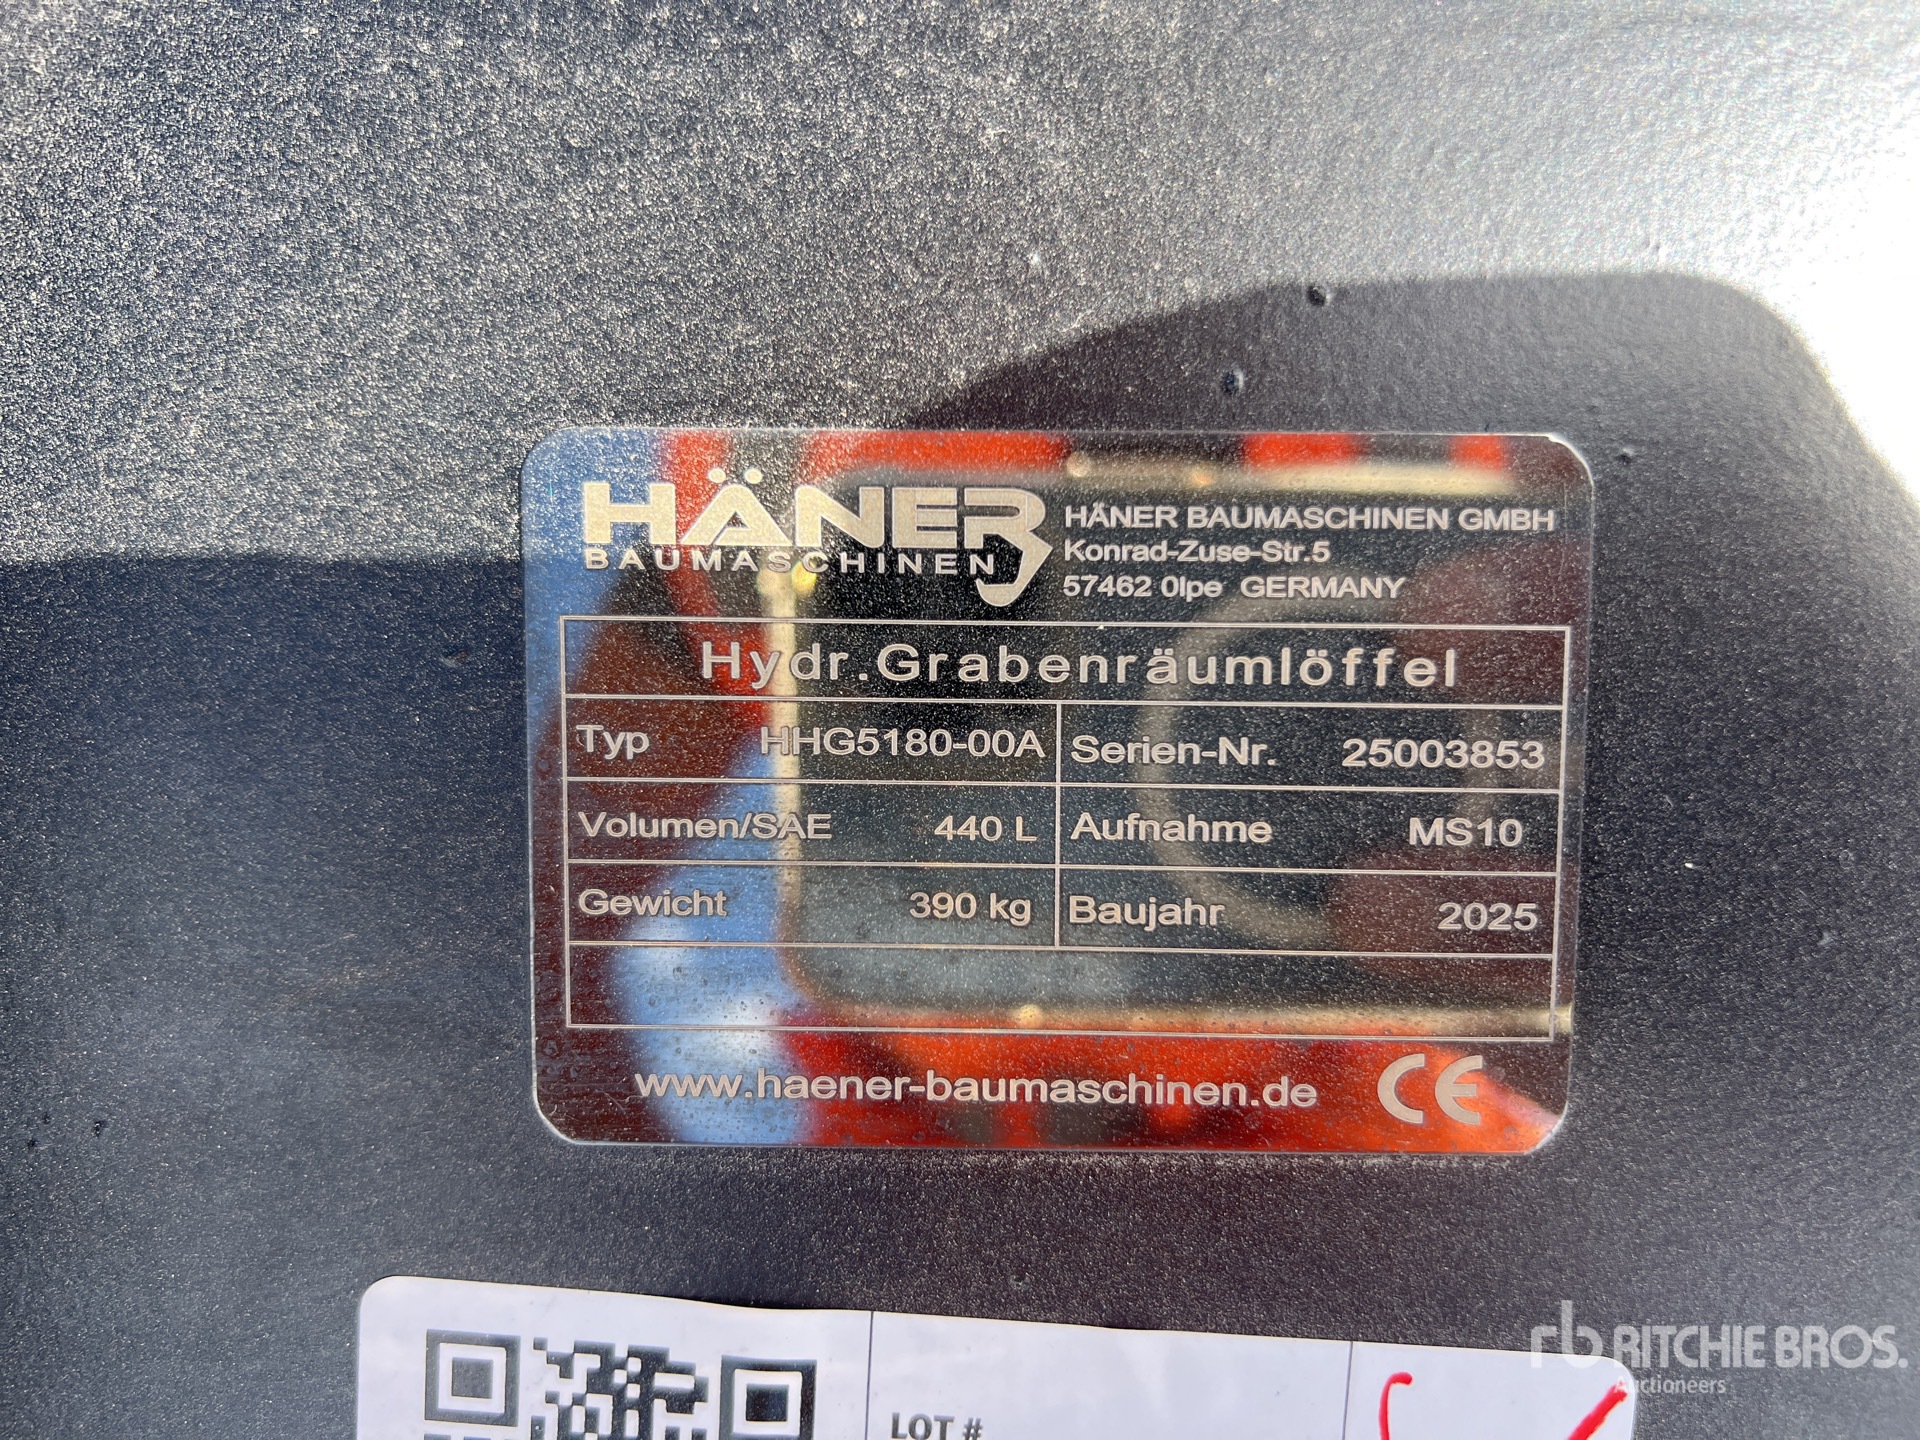 HÄNER
BAUMASCHINEN
HÄNER BAUMASCHINEN GMBH
Konrad-Zuse-Str.5
57462 Olpe GERMANY
Hydr.Grabenräumlöffel
Typ HHG5180-00A Serien-Nr. 25003853
Volumen/SAE 440 L Aufnahme MS10
Gewicht 390 kg Baujahr 2025
www.haener-baumaschinen.de CE
LOT #
rb RITCHIE BROS.
Auctioneers